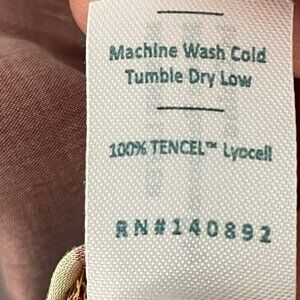 Machine Wash Cold
Tumble Dry Low
100% TENCEL™ Lyocell
RN#140892